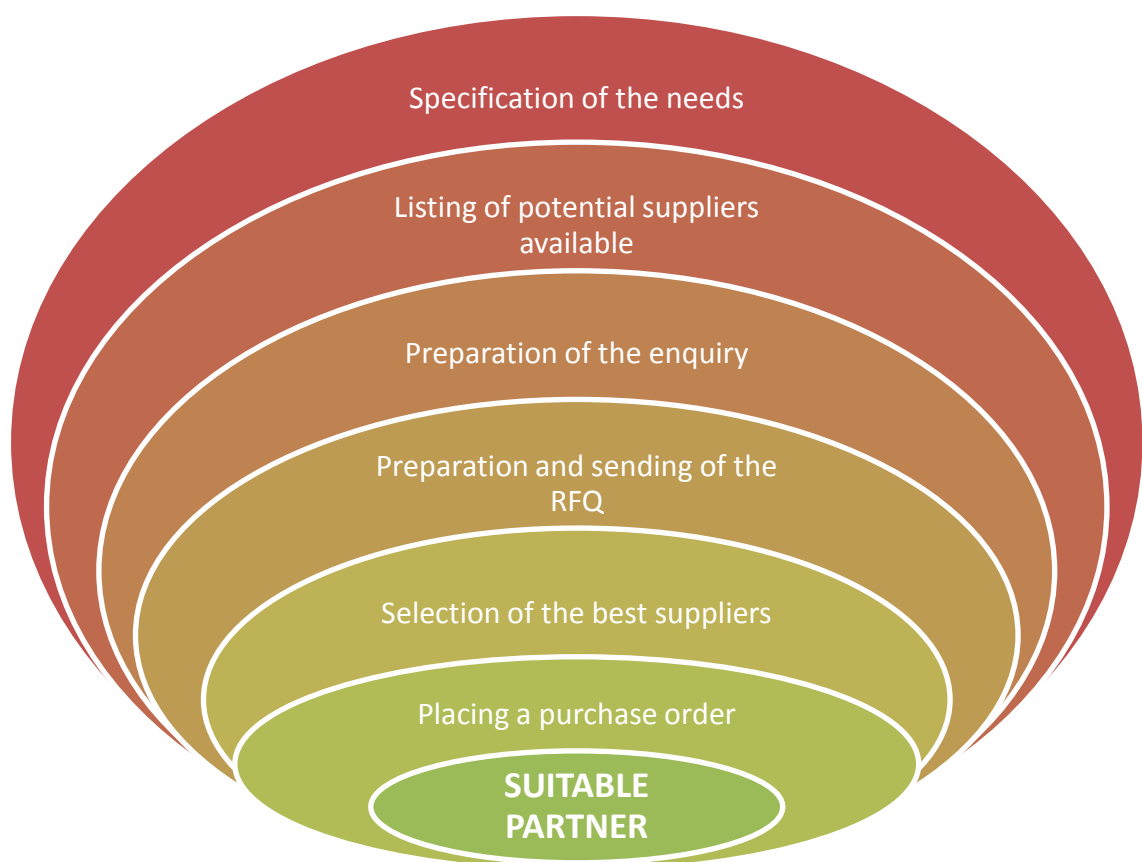 Specification of the needs
Listing of potential suppliers
available
Preparation of the enquiry
Preparation and sending of the
RFQ
Selection of the best suppliers
Placing a purchase order
SUITABLE
PARTNER